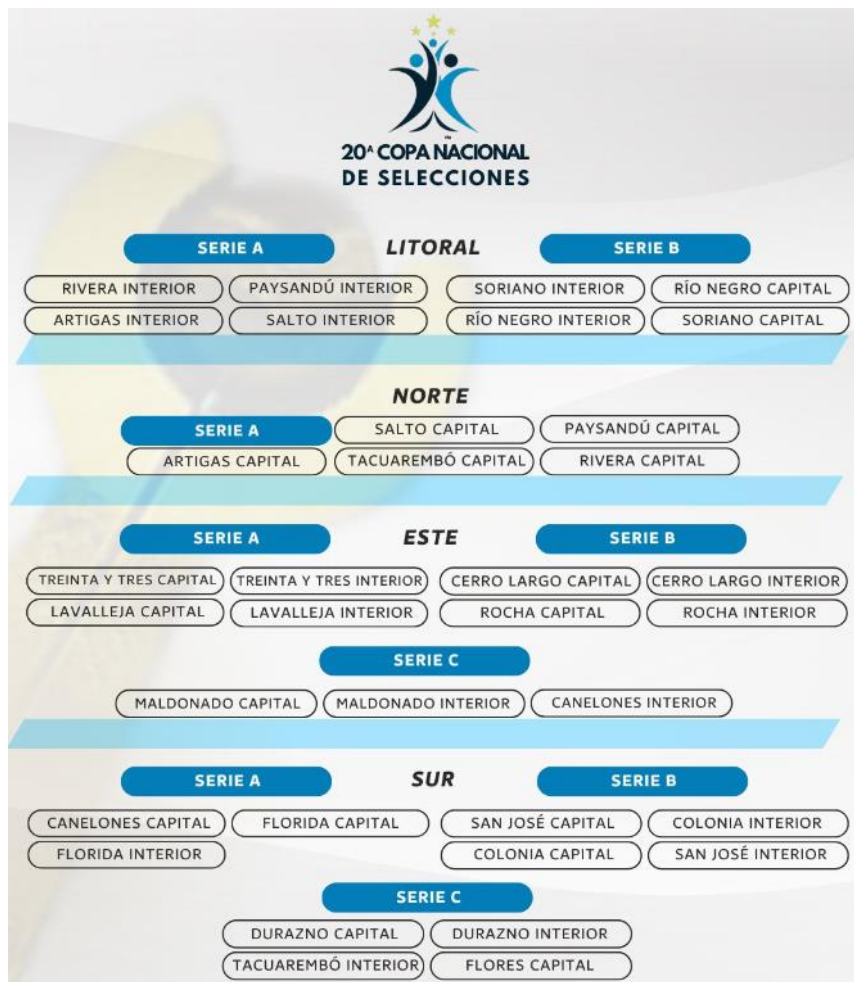 20ª COPA NACIONAL
DE SELECCIONES
SERIE A LITORAL SERIE B
RIVERA INTERIOR PAYSANDÚ INTERIOR SORIANO INTERIOR RÍO NEGRO CAPITAL
ARTIGAS INTERIOR SALTO INTERIOR RÍO NEGRO INTERIOR SORIANO CAPITAL
NORTE
SERIE A SALTO CAPITAL PAYSANDÚ CAPITAL
ARTIGAS CAPITAL TACUAREMBÓ CAPITAL RIVERA CAPITAL
SERIE A ESTE SERIE B
TREINTA Y TRES CAPITAL TREINTA Y TRES INTERIOR CERRO LARGO CAPITAL CERRO LARGO INTERIOR
LAVALLEJA CAPITAL LAVALLEJA INTERIOR ROCHA CAPITAL ROCHA INTERIOR
SERIE C
MALDONADO CAPITAL MALDONADO INTERIOR CANELONES INTERIOR
SERIE A SUR SERIE B
CANELONES CAPITAL FLORIDA CAPITAL SAN JOSÉ CAPITAL COLONIA INTERIOR
FLORIDA INTERIOR COLONIA CAPITAL SAN JOSÉ INTERIOR
SERIE C
DURAZNO CAPITAL DURAZNO INTERIOR
TACUAREMBÓ INTERIOR FLORES CAPITAL